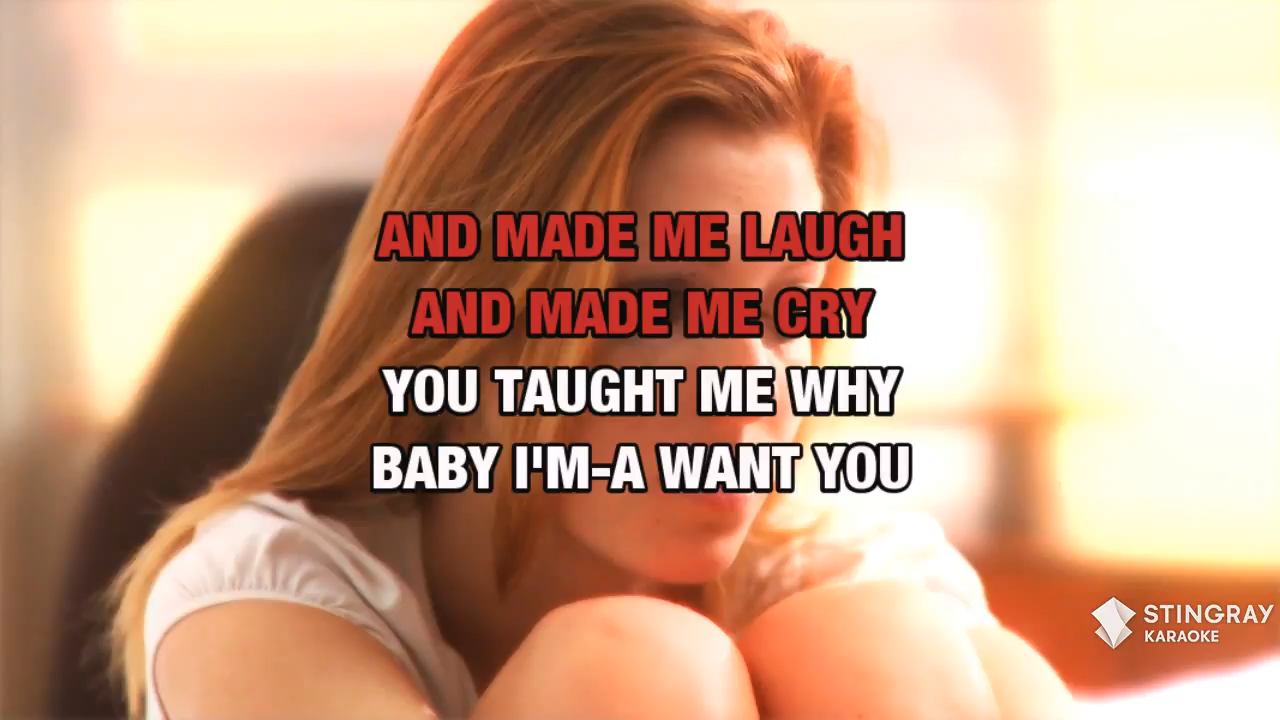 AND MADE ME LAUGH
AND MADE ME CRY
YOU TAUGHT ME WHY
BABY I'M-A WANT YOU
STINGRAY
KARAOKE